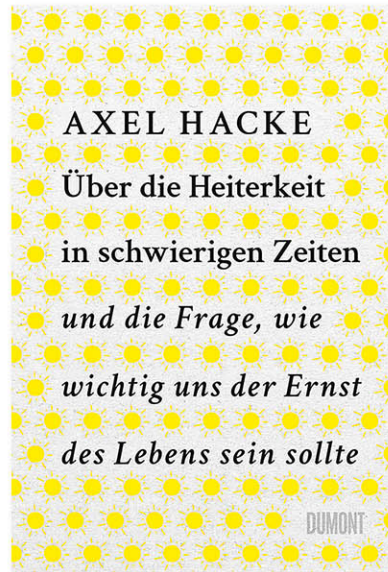 AXEL HACKE
Über die Heiterkeit
in schwierigen Zeiten
und die Frage, wie
wichtig uns der Ernst
des Lebens sein sollte
DUMONT